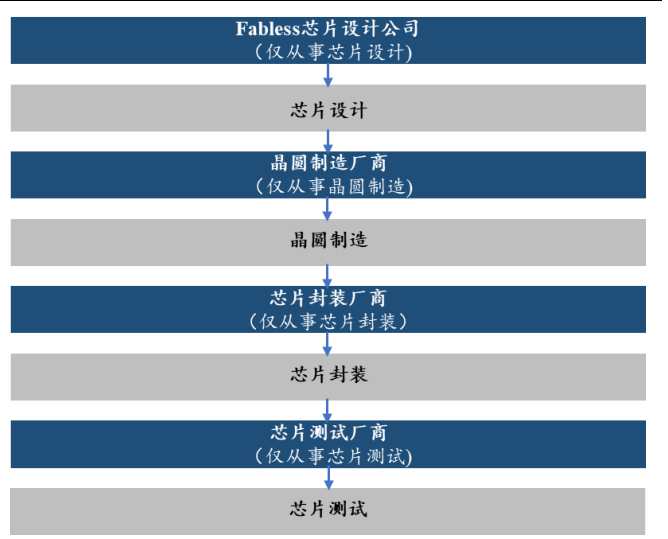 Fabless芯片设计公司
（仅从事芯片设计)
芯片设计
晶圆制造厂商
（仅从事晶圆制造)
晶圆制造
芯片封装厂商
（仅从事芯片封装）
芯片封装
芯片测试厂商
（仅从事芯片测试)
芯片测试